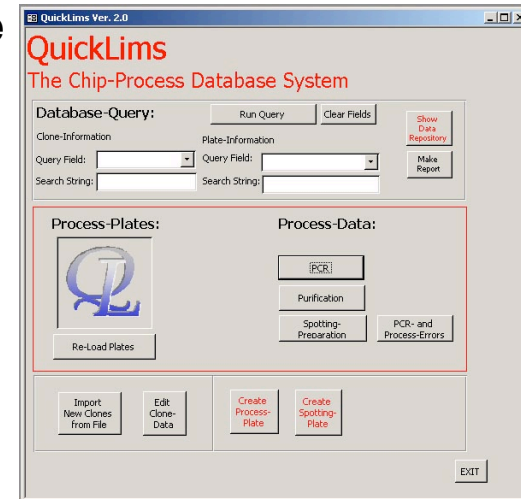 e
QuickLims Ver. 2.0
QuickLims
The Chip-Process Database System
Database-Query:
Run Query
Clear Fields
Show
Data
Repository
Clone-Information
Plate-Information
Query Field:
Query Field:
Make
Report
Search String:
Search String:
Process-Plates:
Process-Data:
QL
PCR
Purification
Spotting-
Preparation
PCR- and
Process-Errors
Re-Load Plates
Import
New Clones
from File
Edit
Clone-
Data
Create
Process-
Plate
Create
Spotting-
Plate
EXIT